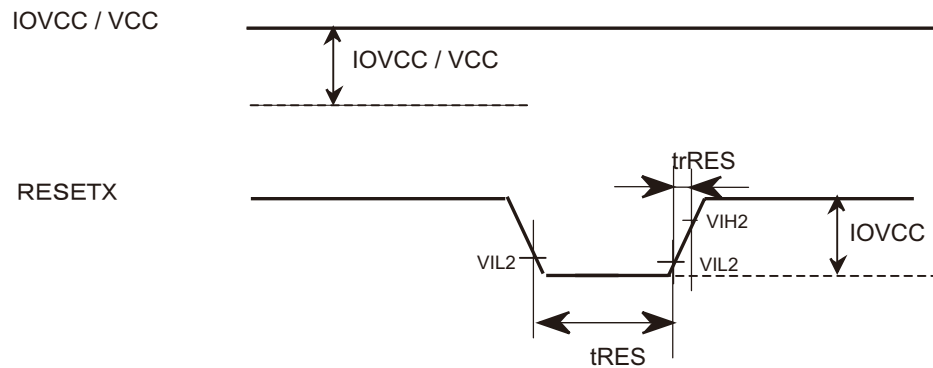 IOVCC / VCC
IOVCC / VCC
trRES
RESETX
VIH2
IOVCC
VIL2
VIL2
tRES